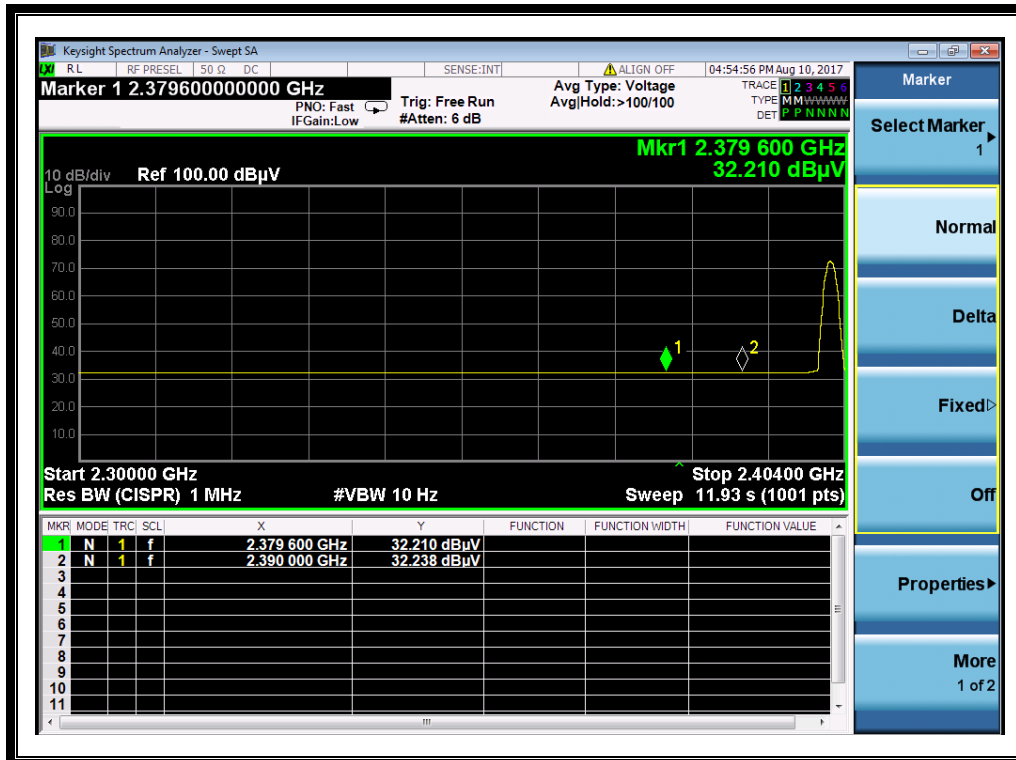 Keysight Spectrum Analyzer - Swept SA
LXI RL RF PRESEL 50 Ω DC SENSE:INT ALIGN OFF 04:54:56 PM Aug 10, 2017
Marker 1 2.379600000000 GHz
PNO: Fast
IFGain:Low
Trig: Free Run
#Atten: 6 dB
Avg Type: Voltage
Avg|Hold:>100/100
TRACE 1 2 3 4 5 6
TYPE MMWWWW
DET P P N N N N
Mkr1 2.379 600 GHz
32.210 dBµV
10 dB/div Ref 100.00 dBµV
Log
90.0
80.0
70.0
60.0
50.0
40.0
30.0
20.0
10.0
1
2
Start 2.30000 GHz Stop 2.40400 GHz
Res BW (CISPR) 1 MHz #VBW 10 Hz Sweep 11.93 s (1001 pts)
MKR MODE TRC SCL X Y FUNCTION FUNCTION WIDTH FUNCTION VALUE
1 N 1 f 2.379 600 GHz 32.210 dBµV
2 N 1 f 2.390 000 GHz 32.238 dBµV
3
4
5
6
7
8
9
10
11
Marker
Select Marker
1
Normal
Delta
Fixed
Off
Properties
More
1 of 2